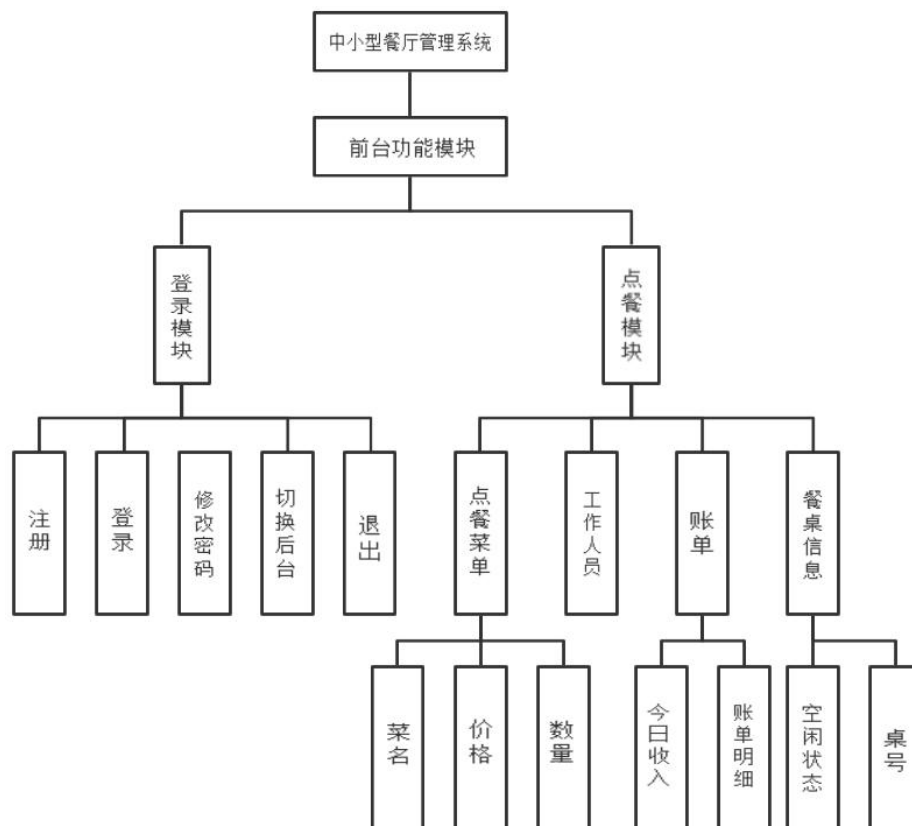 中小型餐厅管理系统
前台功能模块
登录模块
点餐模块
注册
登录
修改密码
切换后台
退出
点餐菜单
工作人员
账单
餐桌信息
菜名
价格
数量
今日收入
账单明细
空闲状态
桌号